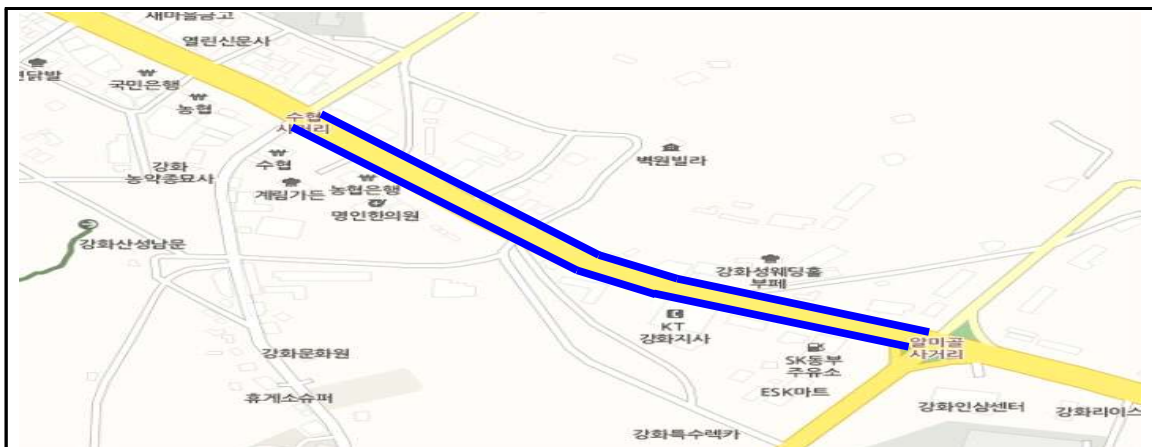 새마을금고
열린신문사
국민은행
농협
수협
사거리
강화
농약종묘사
수협
계림가든
농협은행
명인한의원
벽원빌라
강화산성남문
강화성웨딩홀
부페
KT
강화지사
알미골
사거리
SK동부
주유소
ESK마트
강화문화원
휴게소슈퍼
강화인삼센터
강화특수렉카